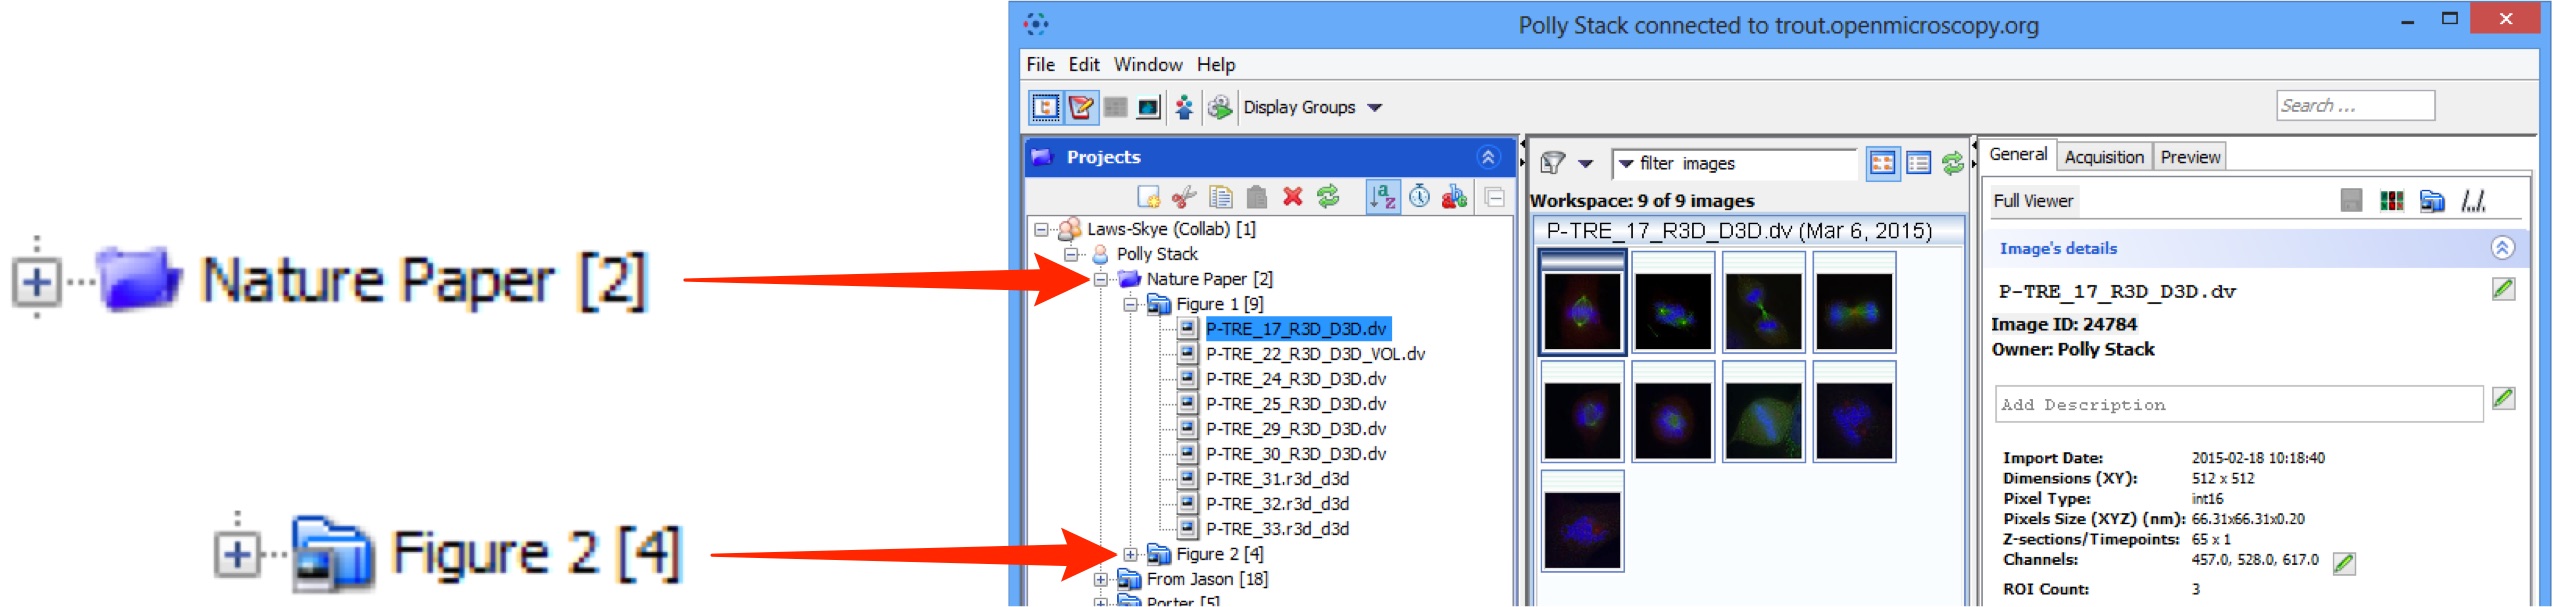 Nature Paper [2]
Figure 2 [4]
Polly Stack connected to trout.openmicroscopy.org
File Edit Window Help
Display Groups
Search ...
Projects
Laws-Skye (Collab) [1]
Polly Stack
Nature Paper [2]
Figure 1 [9]
P-TRE_17_R3D_D3D.dv
P-TRE_22_R3D_D3D_VOL.dv
P-TRE_24_R3D_D3D.dv
P-TRE_25_R3D_D3D.dv
P-TRE_29_R3D_D3D.dv
P-TRE_30_R3D_D3D.dv
P-TRE_31.r3d_d3d
P-TRE_32.r3d_d3d
P-TRE_33.r3d_d3d
Figure 2 [4]
From Jason [18]
Porter [5]
filter images
Workspace: 9 of 9 images
P-TRE_17_R3D_D3D.dv (Mar 6, 2015)
General Acquisition Preview
Full Viewer
Image's details
P-TRE_17_R3D_D3D.dv
Image ID: 24784
Owner: Polly Stack
Add Description
Import Date: 2015-02-18 10:18:40
Dimensions (XY): 512 x 512
Pixel Type: int16
Pixels Size (XYZ) (nm): 66.31x66.31x0.20
Z-sections/Timepoints: 65 x 1
Channels: 457.0, 528.0, 617.0
ROI Count: 3